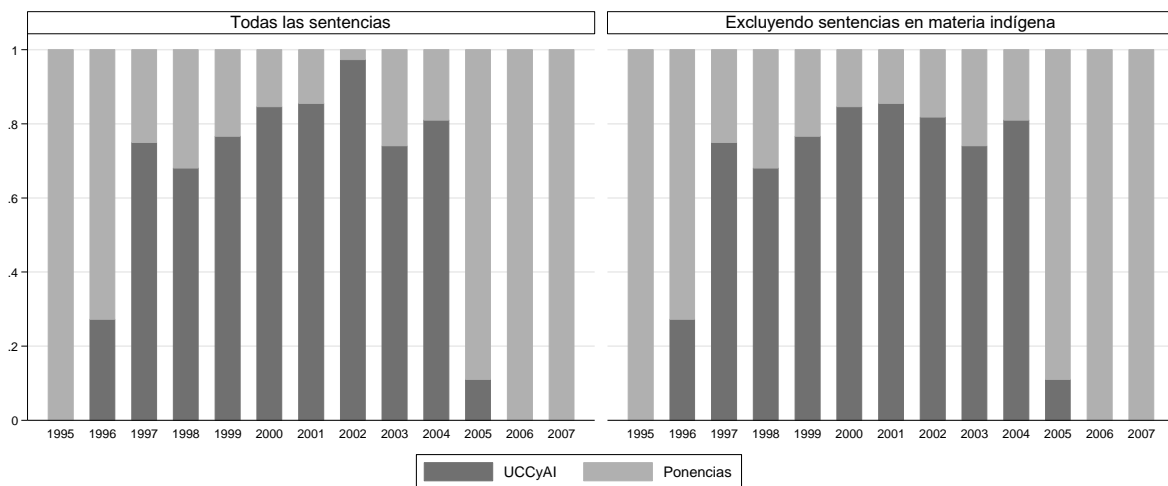 Todas las sentencias
Excluyendo sentencias en materia indígena
1
.8
.6
.4
.2
0
1995 1996 1997 1998 1999 2000 2001 2002 2003 2004 2005 2006 2007
1995 1996 1997 1998 1999 2000 2001 2002 2003 2004 2005 2006 2007
UCCyAI Ponencias